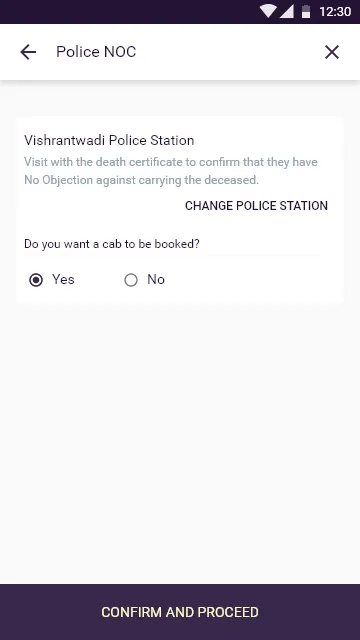 12:30
Police NOC
Vishrantwadi Police Station
Visit with the death certificate to confirm that they have
No Objection against carrying the deceased.
CHANGE POLICE STATION
Do you want a cab to be booked?
Yes No
CONFIRM AND PROCEED